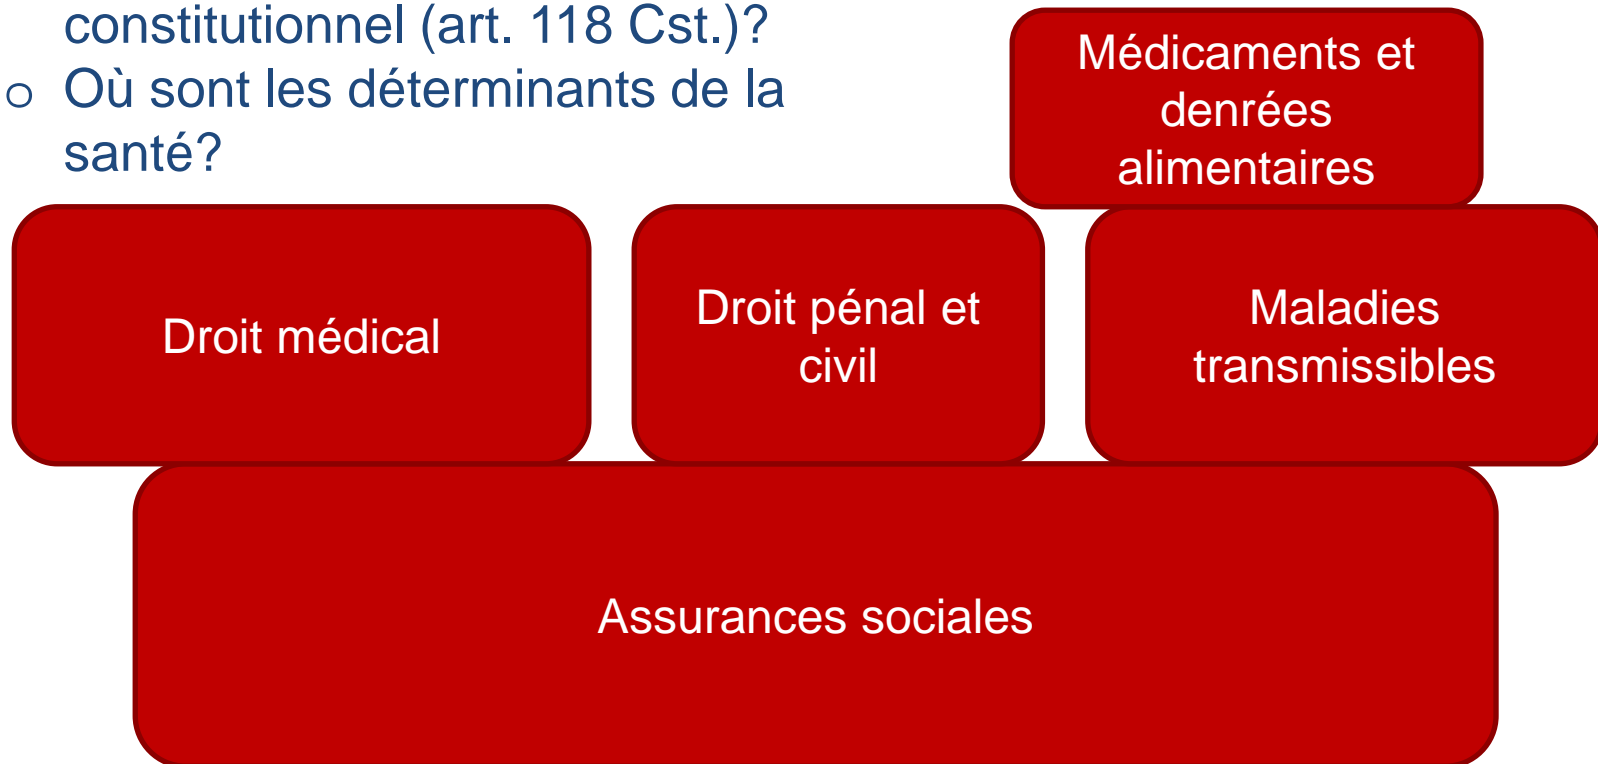 constitutionnel (art. 118 Cst.)?
o Où sont les déterminants de la
santé?
Médicaments et
denrées
alimentaires
Droit médical
Droit pénal et
civil
Maladies
transmissibles
Assurances sociales